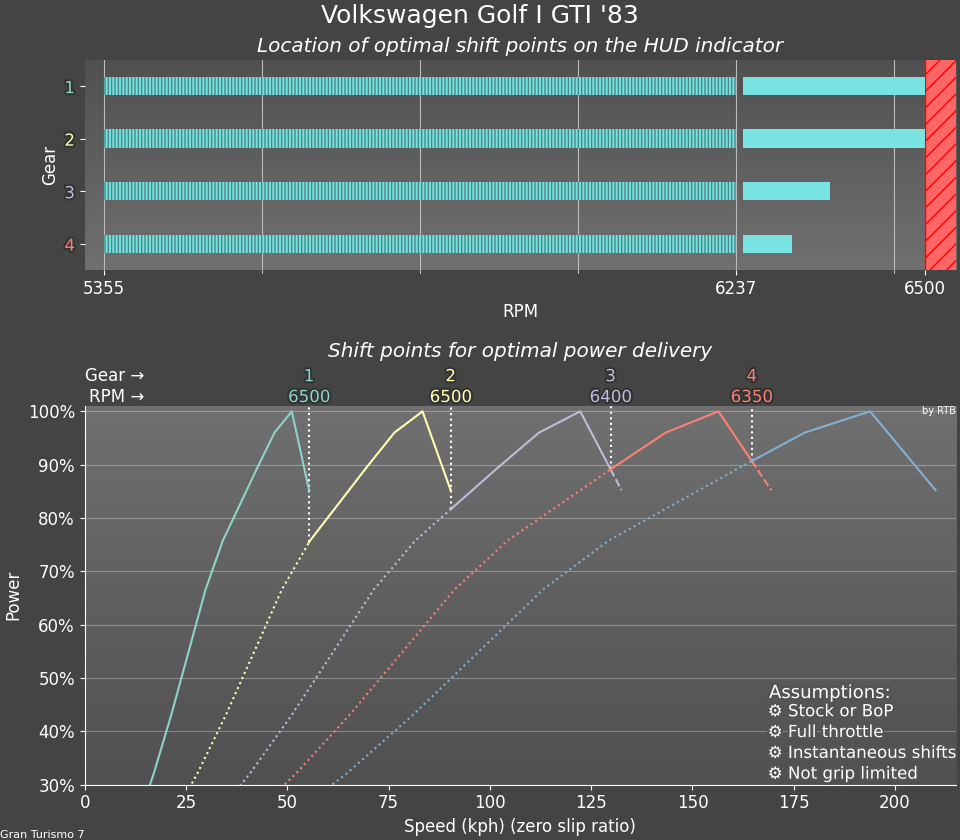 Volkswagen Golf I GTI '83
Location of optimal shift points on the HUD indicator
Gear
1
2
3
4
5355 6237 6500
RPM
Shift points for optimal power delivery
Gear → 1 2 3 4
RPM → 6500 6500 6400 6350
by RTB
Power
100%
90%
80%
70%
60%
50%
40%
30%
Assumptions:
⚙ Stock or BoP
⚙ Full throttle
⚙ Instantaneous shifts
⚙ Not grip limited
0 25 50 75 100 125 150 175 200
Speed (kph) (zero slip ratio)
Gran Turismo 7